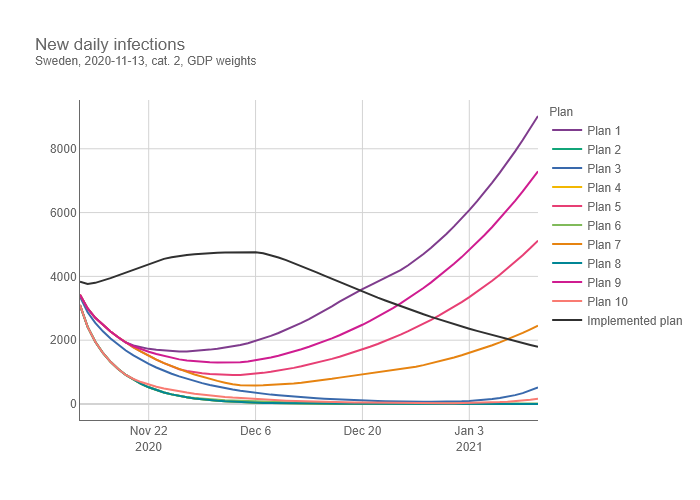 New daily infections
Sweden, 2020-11-13, cat. 2, GDP weights
Plan
8000
6000
4000
2000
0
Nov 22
2020
Dec 6
Dec 20
Jan 3
2021
Plan 1
Plan 2
Plan 3
Plan 4
Plan 5
Plan 6
Plan 7
Plan 8
Plan 9
Plan 10
Implemented plan